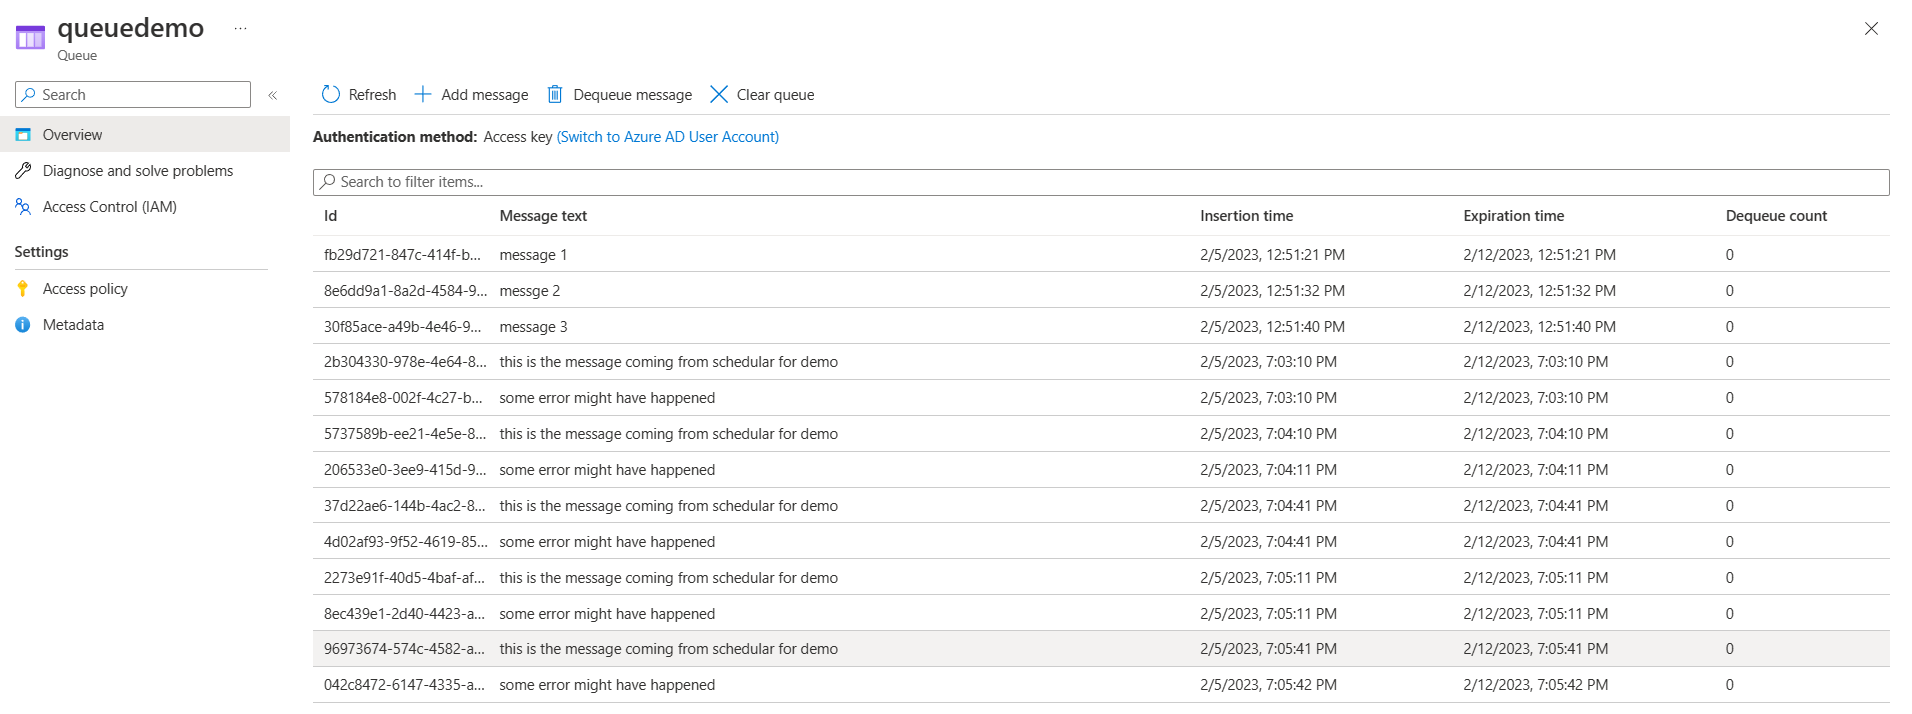 queuedemo ...
Queue
Search «
Overview
Diagnose and solve problems
Access Control (IAM)
Settings
Access policy
Metadata
Refresh Add message Dequeue message Clear queue
Authentication method: Access key (Switch to Azure AD User Account)
Search to filter items...
Id Message text Insertion time Expiration time Dequeue count
fb29d721-847c-414f-b... message 1 2/5/2023, 12:51:21 PM 2/12/2023, 12:51:21 PM 0
8e6dd9a1-8a2d-4584-9... messge 2 2/5/2023, 12:51:32 PM 2/12/2023, 12:51:32 PM 0
30f85ace-a49b-4e46-9... message 3 2/5/2023, 12:51:40 PM 2/12/2023, 12:51:40 PM 0
2b304330-978e-4e64-8... this is the message coming from schedular for demo 2/5/2023, 7:03:10 PM 2/12/2023, 7:03:10 PM 0
578184e8-002f-4c27-b... some error might have happened 2/5/2023, 7:03:10 PM 2/12/2023, 7:03:10 PM 0
5737589b-ee21-4e5e-8... this is the message coming from schedular for demo 2/5/2023, 7:04:10 PM 2/12/2023, 7:04:10 PM 0
206533e0-3ee9-415d-9... some error might have happened 2/5/2023, 7:04:11 PM 2/12/2023, 7:04:11 PM 0
37d22ae6-144b-4ac2-8... this is the message coming from schedular for demo 2/5/2023, 7:04:41 PM 2/12/2023, 7:04:41 PM 0
4d02af93-9f52-4619-85... some error might have happened 2/5/2023, 7:04:41 PM 2/12/2023, 7:04:41 PM 0
2273e91f-40d5-4baf-af... this is the message coming from schedular for demo 2/5/2023, 7:05:11 PM 2/12/2023, 7:05:11 PM 0
8ec439e1-2d40-4423-a... some error might have happened 2/5/2023, 7:05:11 PM 2/12/2023, 7:05:11 PM 0
96973674-574c-4582-a... this is the message coming from schedular for demo 2/5/2023, 7:05:41 PM 2/12/2023, 7:05:41 PM 0
042c8472-6147-4335-a... some error might have happened 2/5/2023, 7:05:42 PM 2/12/2023, 7:05:42 PM 0